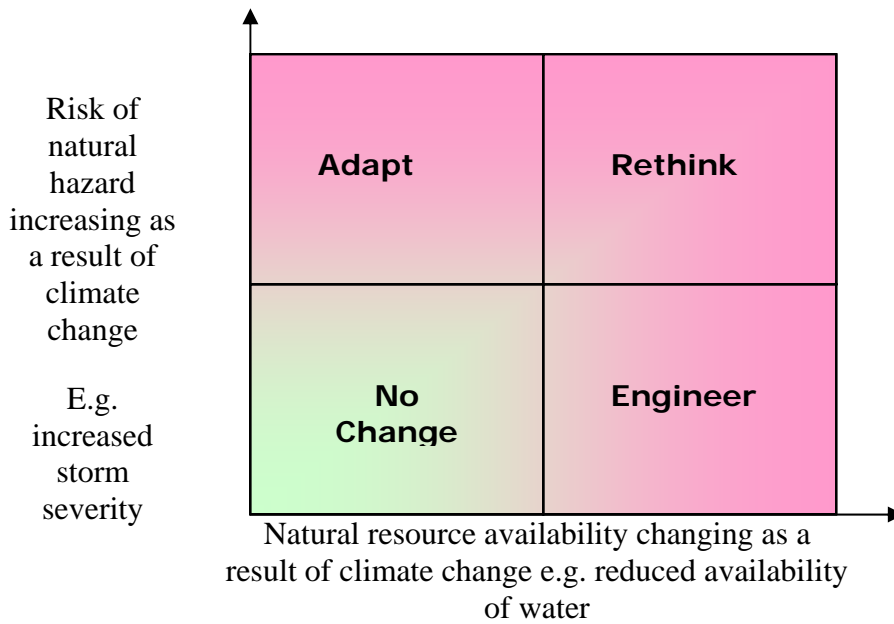 Risk of
natural
hazard
increasing as
a result of
climate
change
E.g.
increased
storm
severity
Adapt
Rethink
No
Change
Engineer
Natural resource availability changing as a
result of climate change e.g. reduced availability
of water